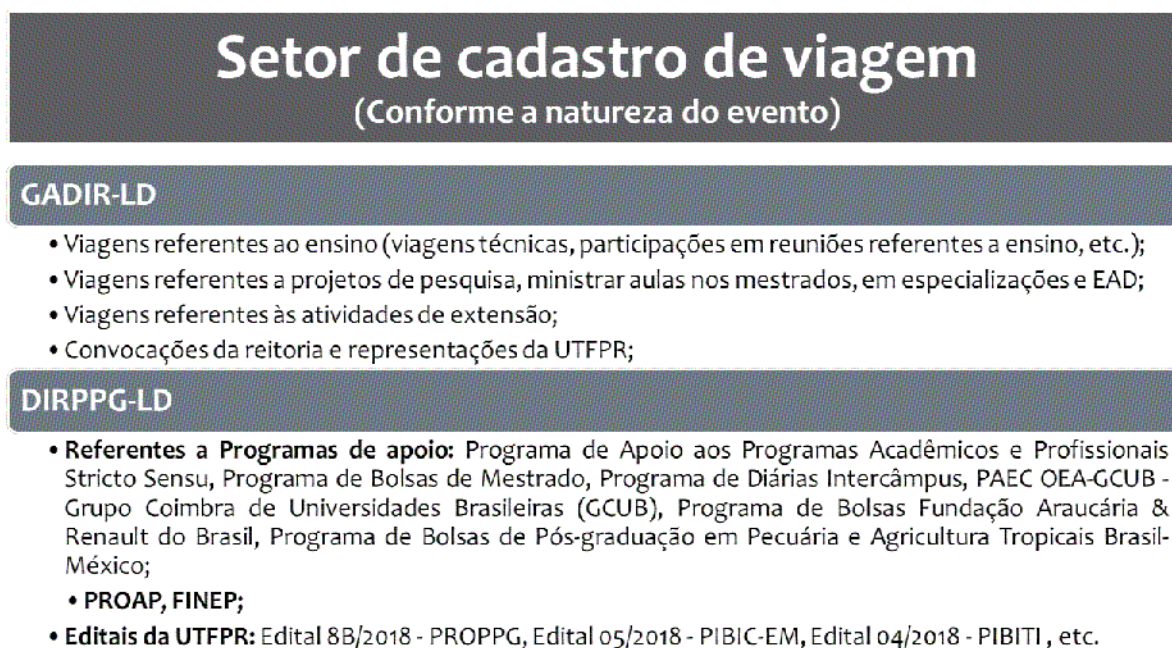 Setor de cadastro de viagem
(Conforme a natureza do evento)
GADIR-LD
• Viagens referentes ao ensino (viagens técnicas, participações em reuniões referentes a ensino, etc.);
• Viagens referentes a projetos de pesquisa, ministrar aulas nos mestrados, em especializações e EAD;
• Viagens referentes às atividades de extensão;
• Convocações da reitoria e representações da UTFPR;
DIRPPG-LD
• Referentes a Programas de apoio: Programa de Apoio aos Programas Acadêmicos e Profissionais
Stricto Sensu, Programa de Bolsas de Mestrado, Programa de Diárias Intercâmpus, PAEC OEA-GCUB -
Grupo Coimbra de Universidades Brasileiras (GCUB), Programa de Bolsas Fundação Araucária &
Renault do Brasil, Programa de Bolsas de Pós-graduação em Pecuária e Agricultura Tropicais Brasil-
México;
• PROAP, FINEP;
• Editais da UTFPR: Edital 8B/2018 - PROPPG, Edital 05/2018 - PIBIC-EM, Edital 04/2018 - PIBITI , etc.